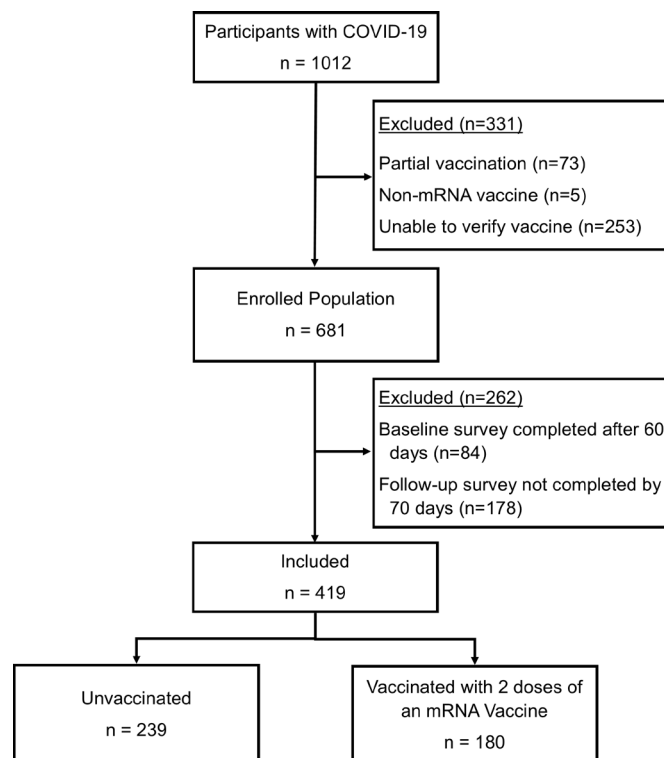 Participants with COVID-19
n = 1012
Excluded (n=331)
Partial vaccination (n=73)
Non-mRNA vaccine (n=5)
Unable to verify vaccine (n=253)
Enrolled Population
n = 681
Excluded (n=262)
Baseline survey completed after 60
days (n=84)
Follow-up survey not completed by
70 days (n=178)
Included
n = 419
Unvaccinated
n = 239
Vaccinated with 2 doses of
an mRNA Vaccine
n = 180